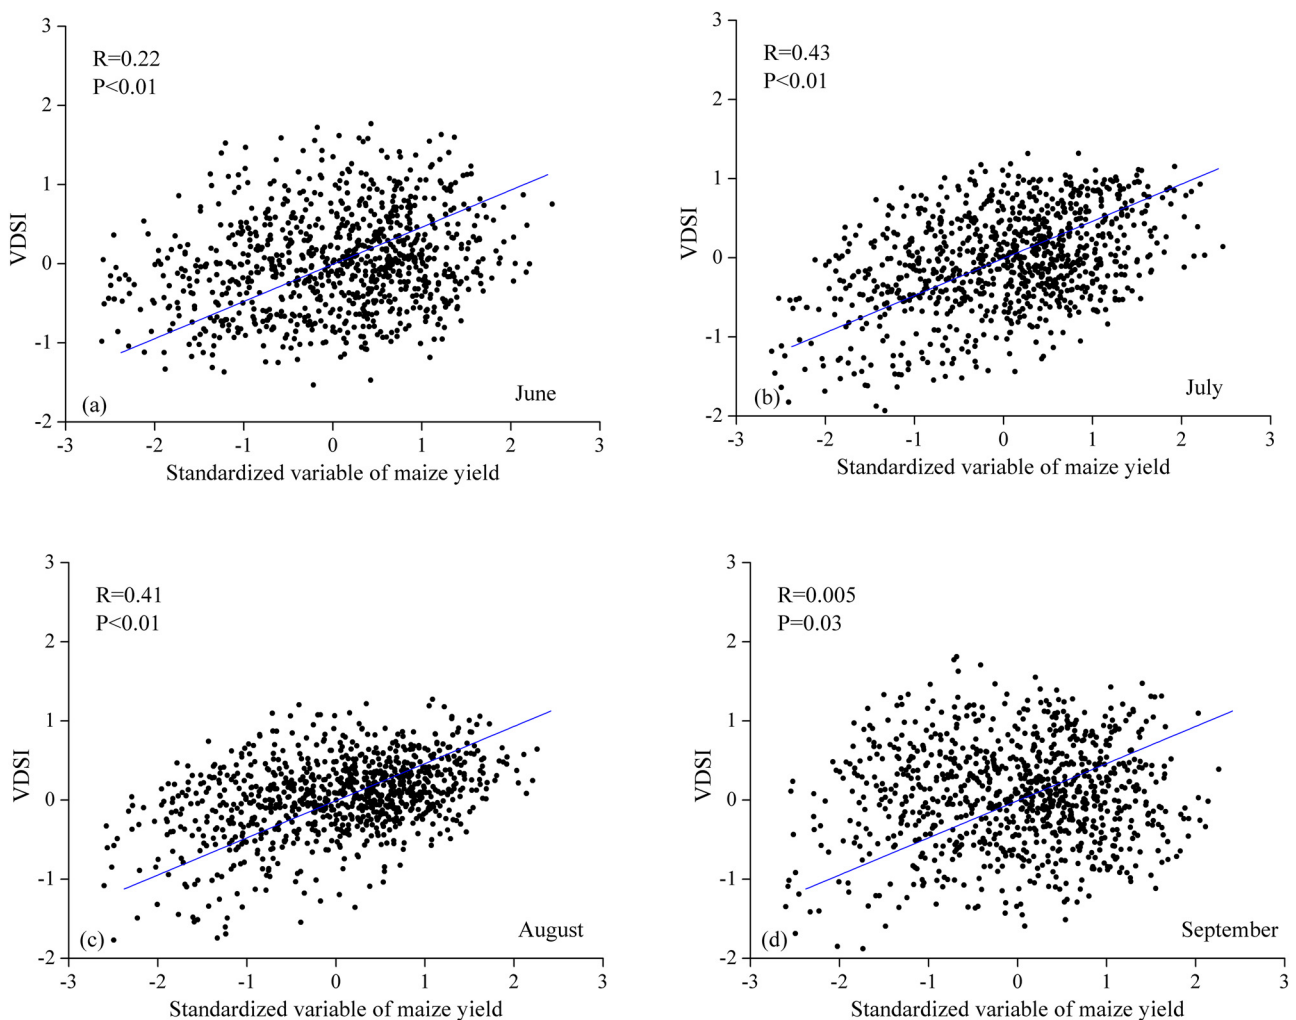 R=0.22
P<0.01
3
2
1
0
-1
-2
VDSI
(a)
June
-3 -2 -1 0 1 2 3
Standardized variable of maize yield
R=0.43
P<0.01
3
2
1
0
-1
-2
VDSI
(b)
July
-3 -2 -1 0 1 2 3
Standardized variable of maize yield
R=0.41
P<0.01
3
2
1
0
-1
-2
VDSI
(c)
August
-3 -2 -1 0 1 2 3
Standardized variable of maize yield
R=0.005
P=0.03
3
2
1
0
-1
-2
VDSI
(d)
September
-3 -2 -1 0 1 2 3
Standardized variable of maize yield